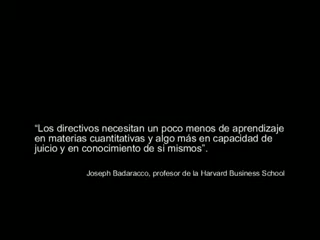 “Los directivos necesitan un poco menos de aprendizaje
en materias cuantitativas y algo más en capacidad de
juicio y en conocimiento de sí mismos”.
Joseph Badaracco, profesor de la Harvard Business School